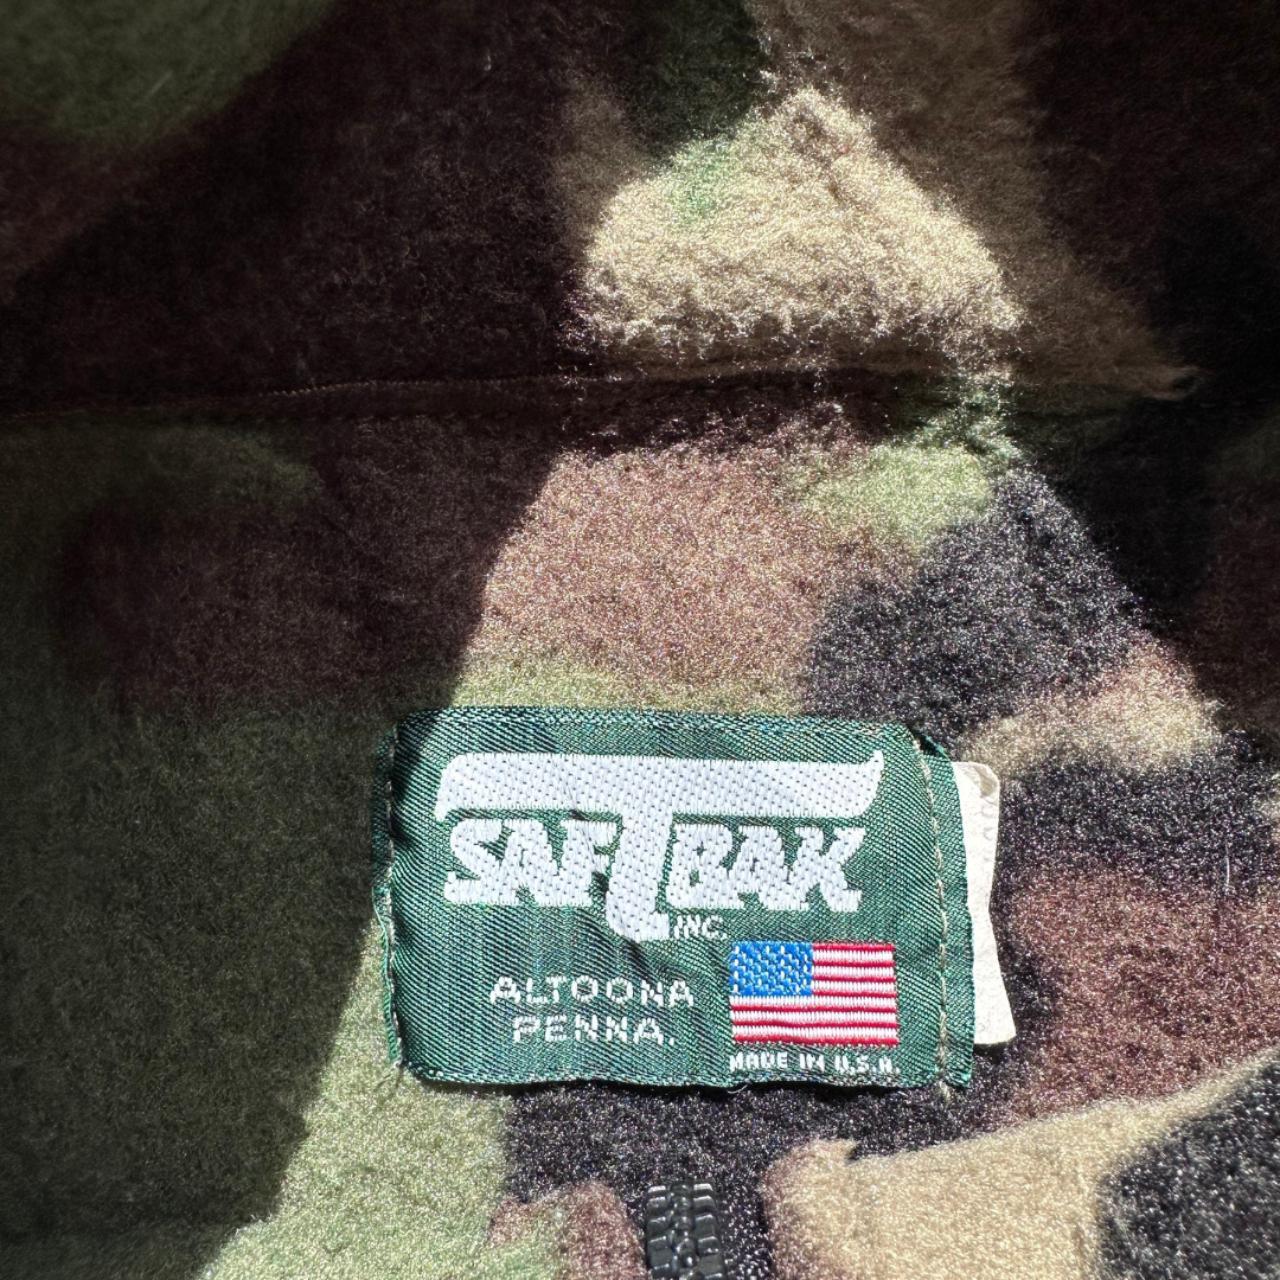 SAFTBAK
INC.
ALTOONA
PENNA.
MADE IN U.S.A.